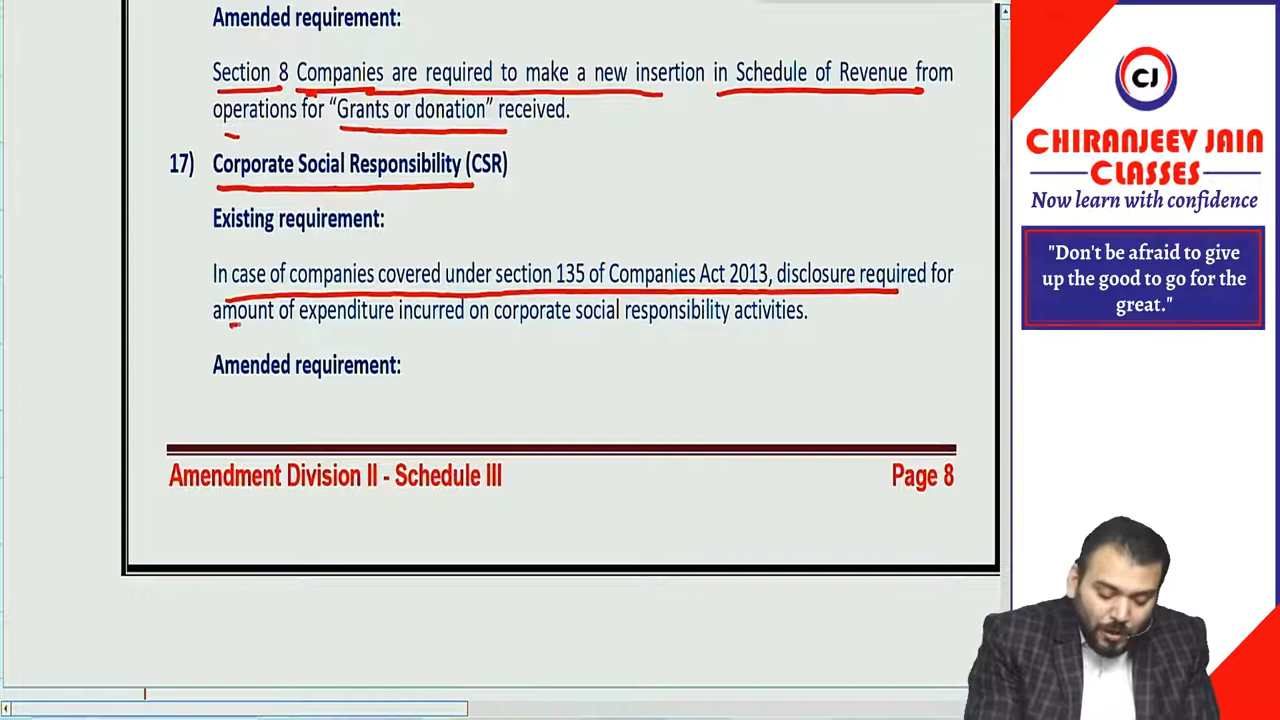 Amended requirement:
Section 8 Companies are required to make a new insertion in Schedule of Revenue from
operations for “Grants or donation” received.
17) Corporate Social Responsibility (CSR)
Existing requirement:
In case of companies covered under section 135 of Companies Act 2013, disclosure required for
amount of expenditure incurred on corporate social responsibility activities.
Amended requirement:
Amendment Division II - Schedule III Page 8
CJ
CHIRANJEEV JAIN
CLASSES
Now learn with confidence
"Don't be afraid to give
up the good to go for the
great."